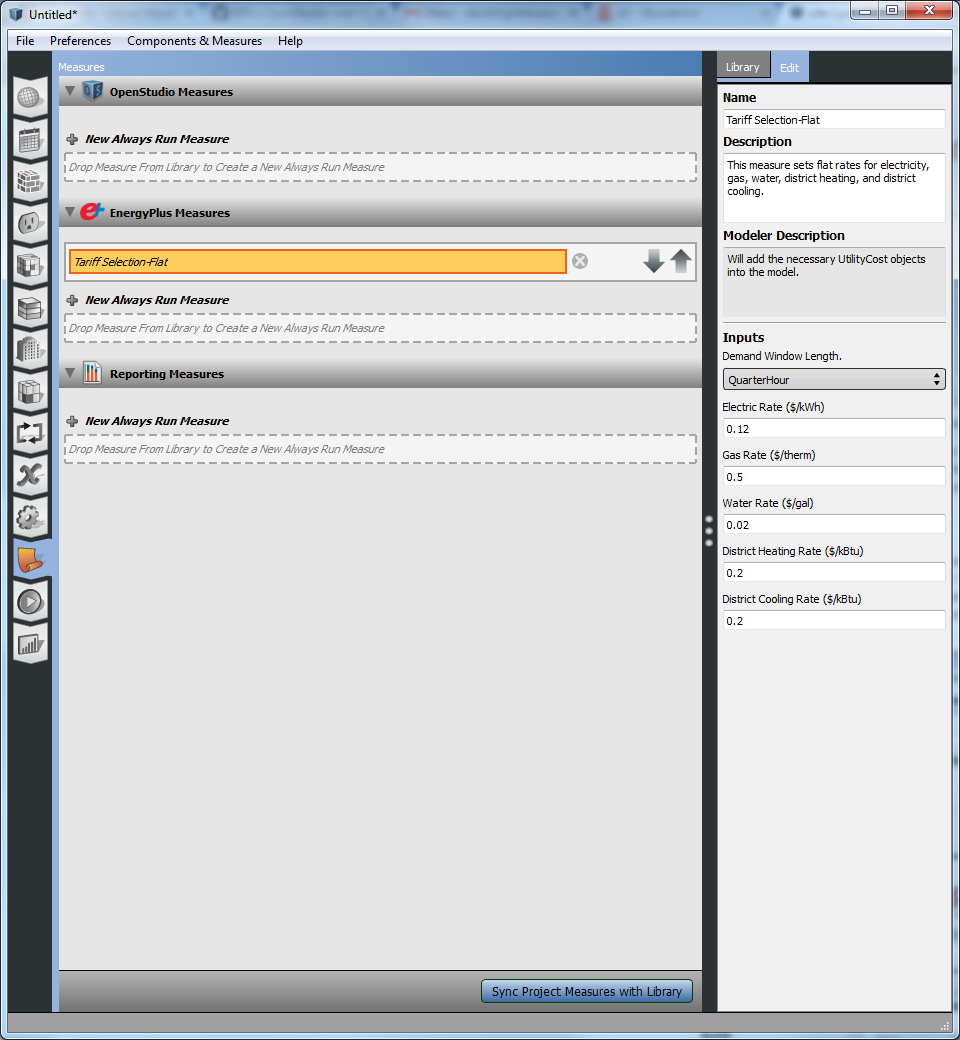 Untitled*
File Preferences Components & Measures Help
Measures
OpenStudio Measures
New Always Run Measure
Drop Measure From Library to Create a New Always Run Measure
EnergyPlus Measures
Tariff Selection-Flat
New Always Run Measure
Drop Measure From Library to Create a New Always Run Measure
Reporting Measures
New Always Run Measure
Drop Measure From Library to Create a New Always Run Measure
Sync Project Measures with Library
Library Edit
Name
Tariff Selection-Flat
Description
This measure sets flat rates for electricity,
gas, water, district heating, and district
cooling.
Modeler Description
Will add the necessary UtilityCost objects
into the model.
Inputs
Demand Window Length.
QuarterHour
Electric Rate ($/kWh)
0.12
Gas Rate ($/therm)
0.5
Water Rate ($/gal)
0.02
District Heating Rate ($/kBtu)
0.2
District Cooling Rate ($/kBtu)
0.2